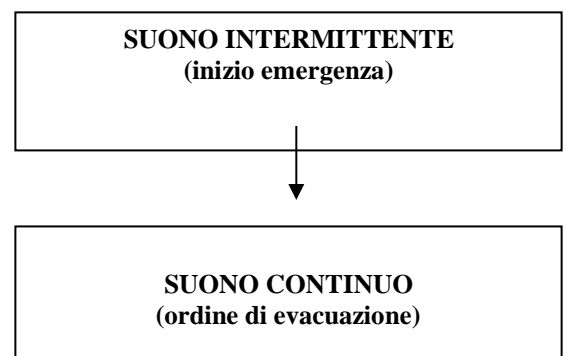 SUONO INTERMITTENTE
(inizio emergenza)
SUONO CONTINUO
(ordine di evacuazione)